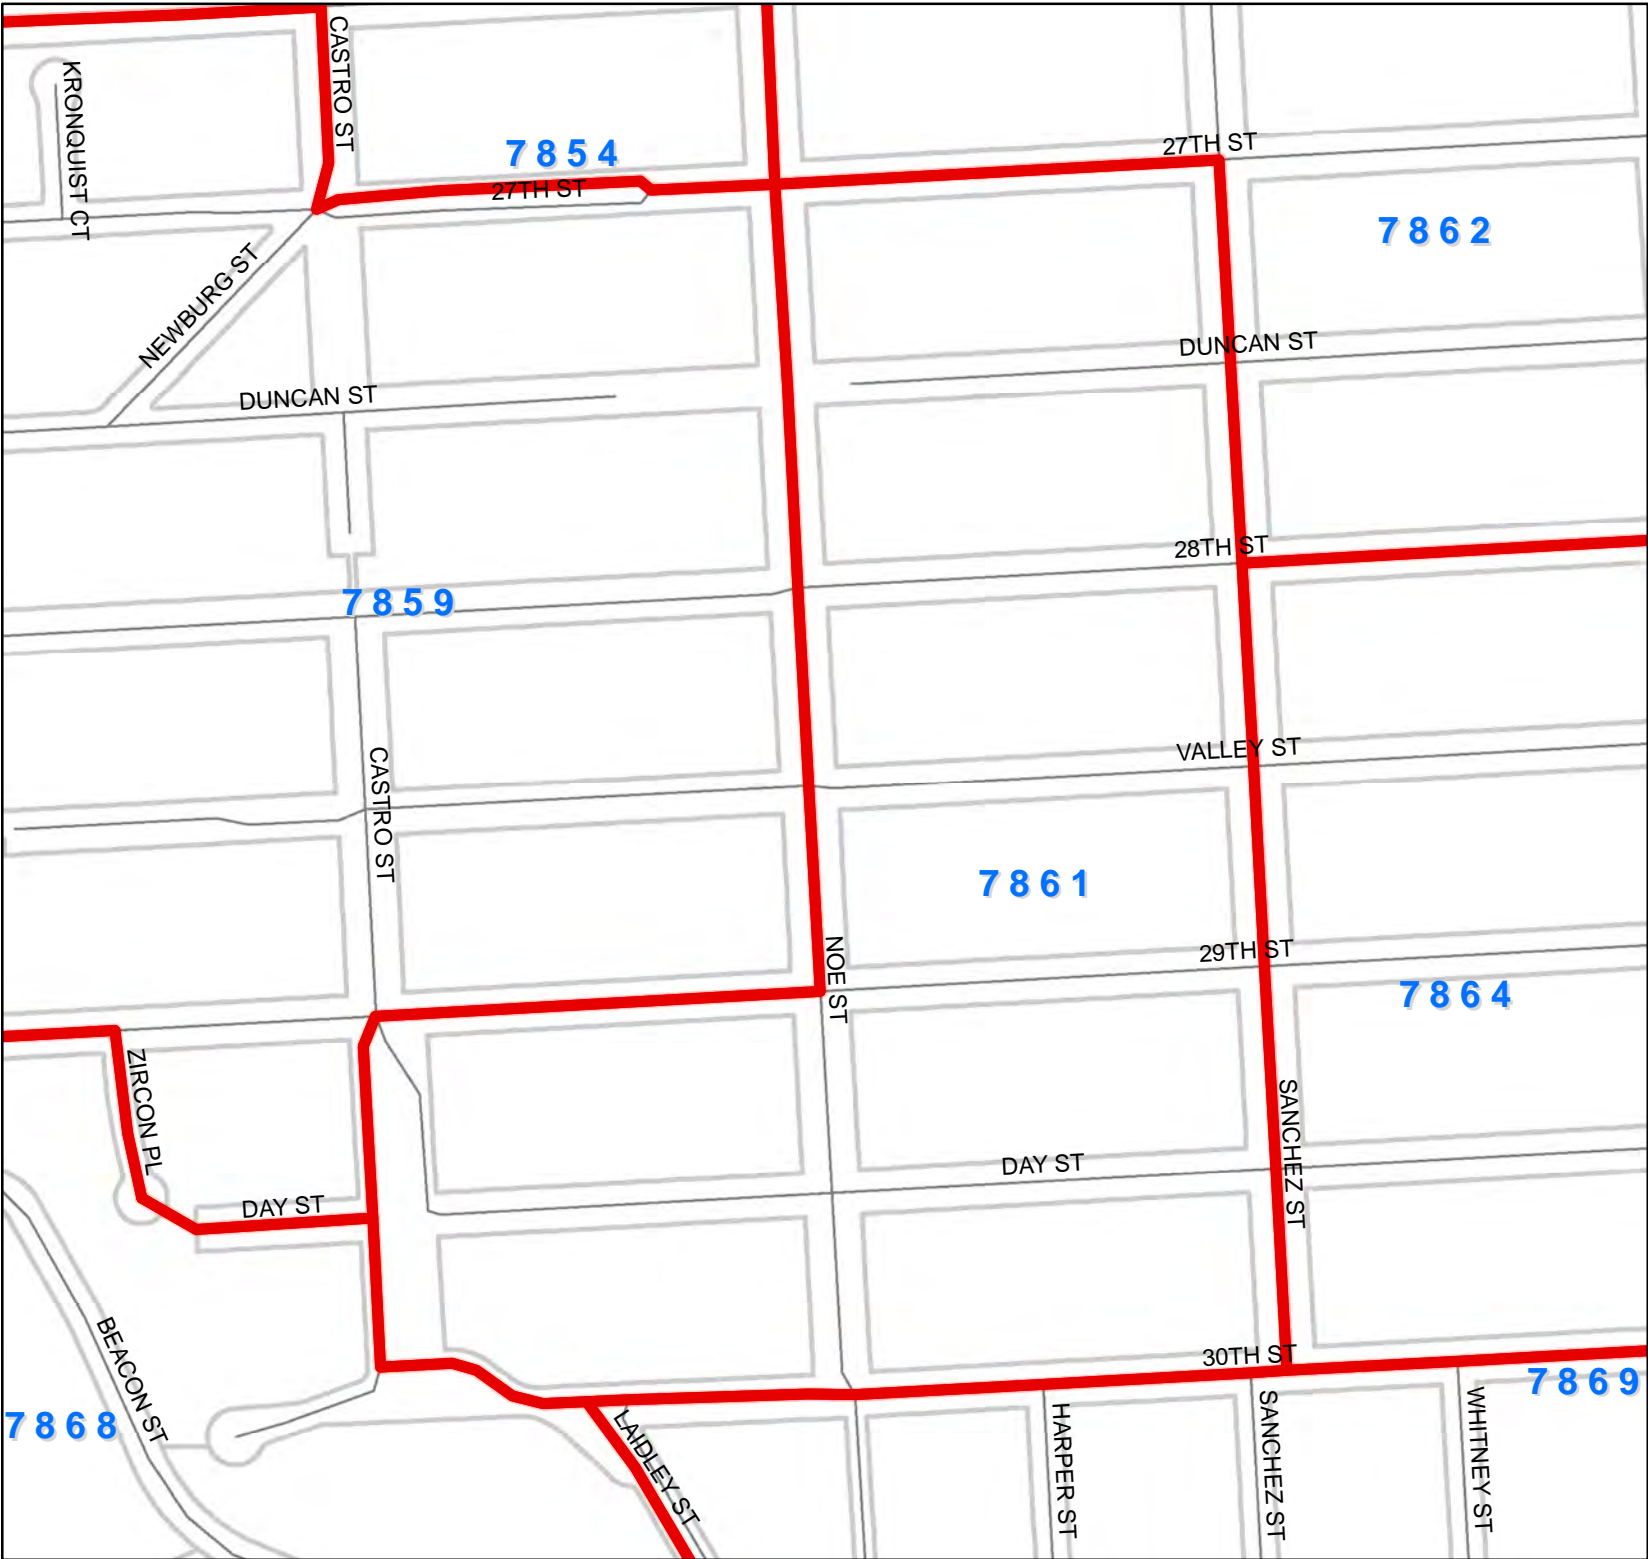 CASTRO ST
KRONQUIST CT
7854
27TH ST
27TH ST
7862
NEWBURG ST
DUNCAN ST
DUNCAN ST
28TH ST
7859
VALLEY ST
CASTRO ST
7861
NOE ST
29TH ST
7864
ZIRCON PL
SANCHEZ ST
DAY ST
DAY ST
BEACON ST
30TH ST
7869
7868
LAIDLEY ST
HARPER ST
SANCHEZ ST
WHITNEY ST